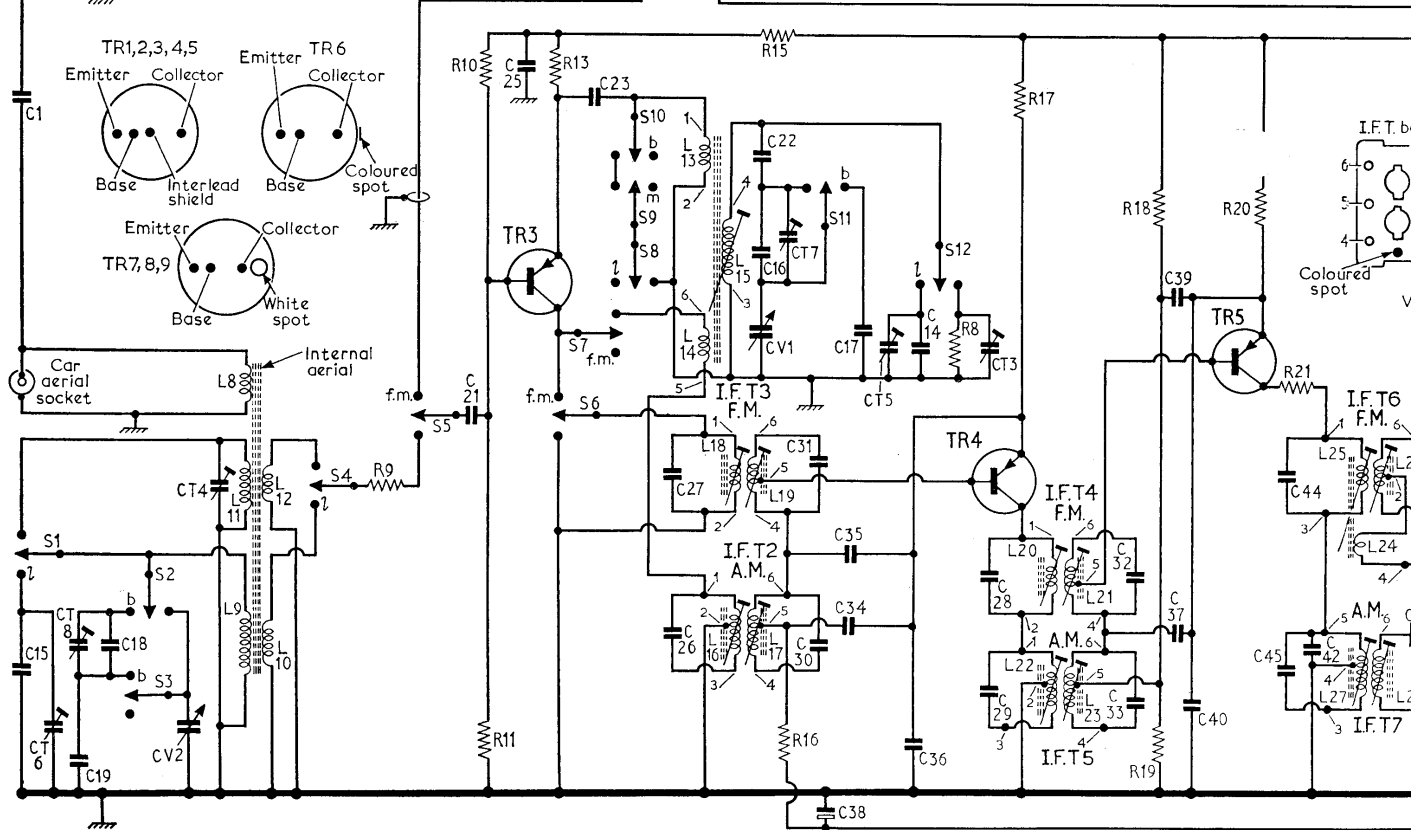 TR1,2,3,4,5
Emitter
Collector
Base
Interlead
shield
TR6
Emitter
Collector
Base
Coloured
spot
TR7,8,9
Emitter
Collector
Base
White
spot
C1
Car
aerial
socket
L8
Internal
aerial
CT4
L
11
L
12
S4
l
R9
f.m.
S5
C
21
S1
l
S2
b
CT
8
C18
b
S3
L9
L
10
C15
CT
6
C19
CV2
R10
C
25
R13
C23
R15
S10
b
m
S9
S8
l
TR3
S7
f.m.
f.m.
S6
R11
1
L
13
2
6
L
14
5
4
L
15
3
C22
b
S11
C16
CT7
CV1
C17
S12
l
C
14
R8
CT5
CT3
R17
I.F.T3
F.M.
1
6
L18
C27
5
L19
C31
2
4
I.F.T2
A.M.
1
6
2
5
C
26
L
16
L
17
C
30
3
4
C35
C34
R16
C36
C38
TR4
I.F.T4
F.M.
1
6
L20
C
28
5
L21
C
32
2
4
A.M.
1
6
L22
2
5
C
29
L
23
C
33
3
4
I.F.T5
C
37
C40
R18
R19
C39
R20
TR5
R21
I.F.T6
F.M.
1
6
L25
C44
2
3
L24
4
A.M.
5
6
C45
C
42
4
L27
3
I.F.T7
6
5
4
Coloured
spot